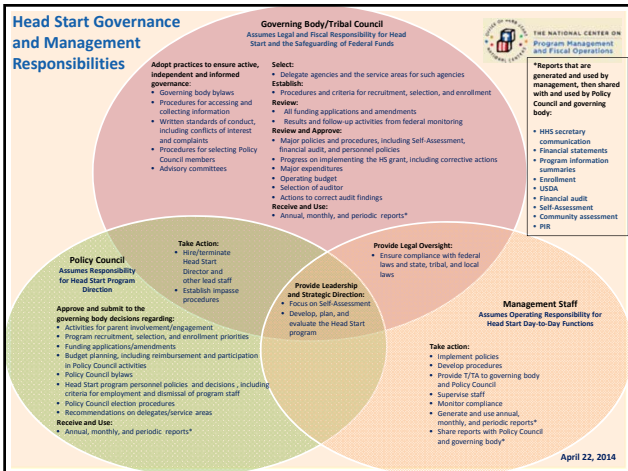 Head Start Governance
and Management
Responsibilities
Governing Body/Tribal Council
Assumes Legal and Fiscal Responsibility for Head
Start and the Safeguarding of Federal Funds
THE NATIONAL CENTER ON
Program Management
and Fiscal Operations
Adopt practices to ensure active,
independent and informed
governance:
• Governing body bylaws
• Procedures for accessing and
collecting information
• Written standards of conduct,
including conflicts of interest
and complaints
• Procedures for selecting Policy
Council members
• Advisory committees
Select:
• Delegate agencies and the service areas for such agencies
Establish:
• Procedures and criteria for recruitment, selection, and enrollment
Review:
• All funding applications and amendments
• Results and follow-up activities from federal monitoring
Review and Approve:
• Major policies and procedures, including Self-Assessment,
financial audit, and personnel policies
• Progress on implementing the HS grant, including corrective actions
• Major expenditures
• Operating budget
• Selection of auditor
• Actions to correct audit findings
Receive and Use:
• Annual, monthly, and periodic reports*
*Reports that are
generated and used by
management, then shared
with and used by Policy
Council and governing
body:
• HHS secretary
communication
• Financial statements
• Program information
summaries
• Enrollment
• USDA
• Financial audit
• Self-Assessment
• Community assessment
• PIR
Take Action:
• Hire/terminate
Head Start
Director and
other lead staff
• Establish impasse
procedures
Provide Legal Oversight:
• Ensure compliance with federal
laws and state, tribal, and local
laws
Policy Council
Assumes Responsibility
for Head Start Program
Direction
Provide Leadership
and Strategic Direction:
• Focus on Self-Assessment
• Develop, plan, and
evaluate the Head Start
program
Approve and submit to the
governing body decisions regarding:
• Activities for parent involvement/engagement
• Program recruitment, selection, and enrollment priorities
• Funding applications/amendments
• Budget planning, including reimbursement and participation
in Policy Council activities
• Policy Council bylaws
• Head Start program personnel policies and decisions , including
criteria for employment and dismissal of program staff
• Policy Council election procedures
• Recommendations on delegates/service areas
Receive and Use:
• Annual, monthly, and periodic reports*
Management Staff
Assumes Operating Responsibility for
Head Start Day-to-Day Functions
Take action:
• Implement policies
• Develop procedures
• Provide T/TA to governing body
and Policy Council
• Supervise staff
• Monitor compliance
• Generate and use annual,
monthly, and periodic reports*
• Share reports with Policy Council
and governing body*
April 22, 2014